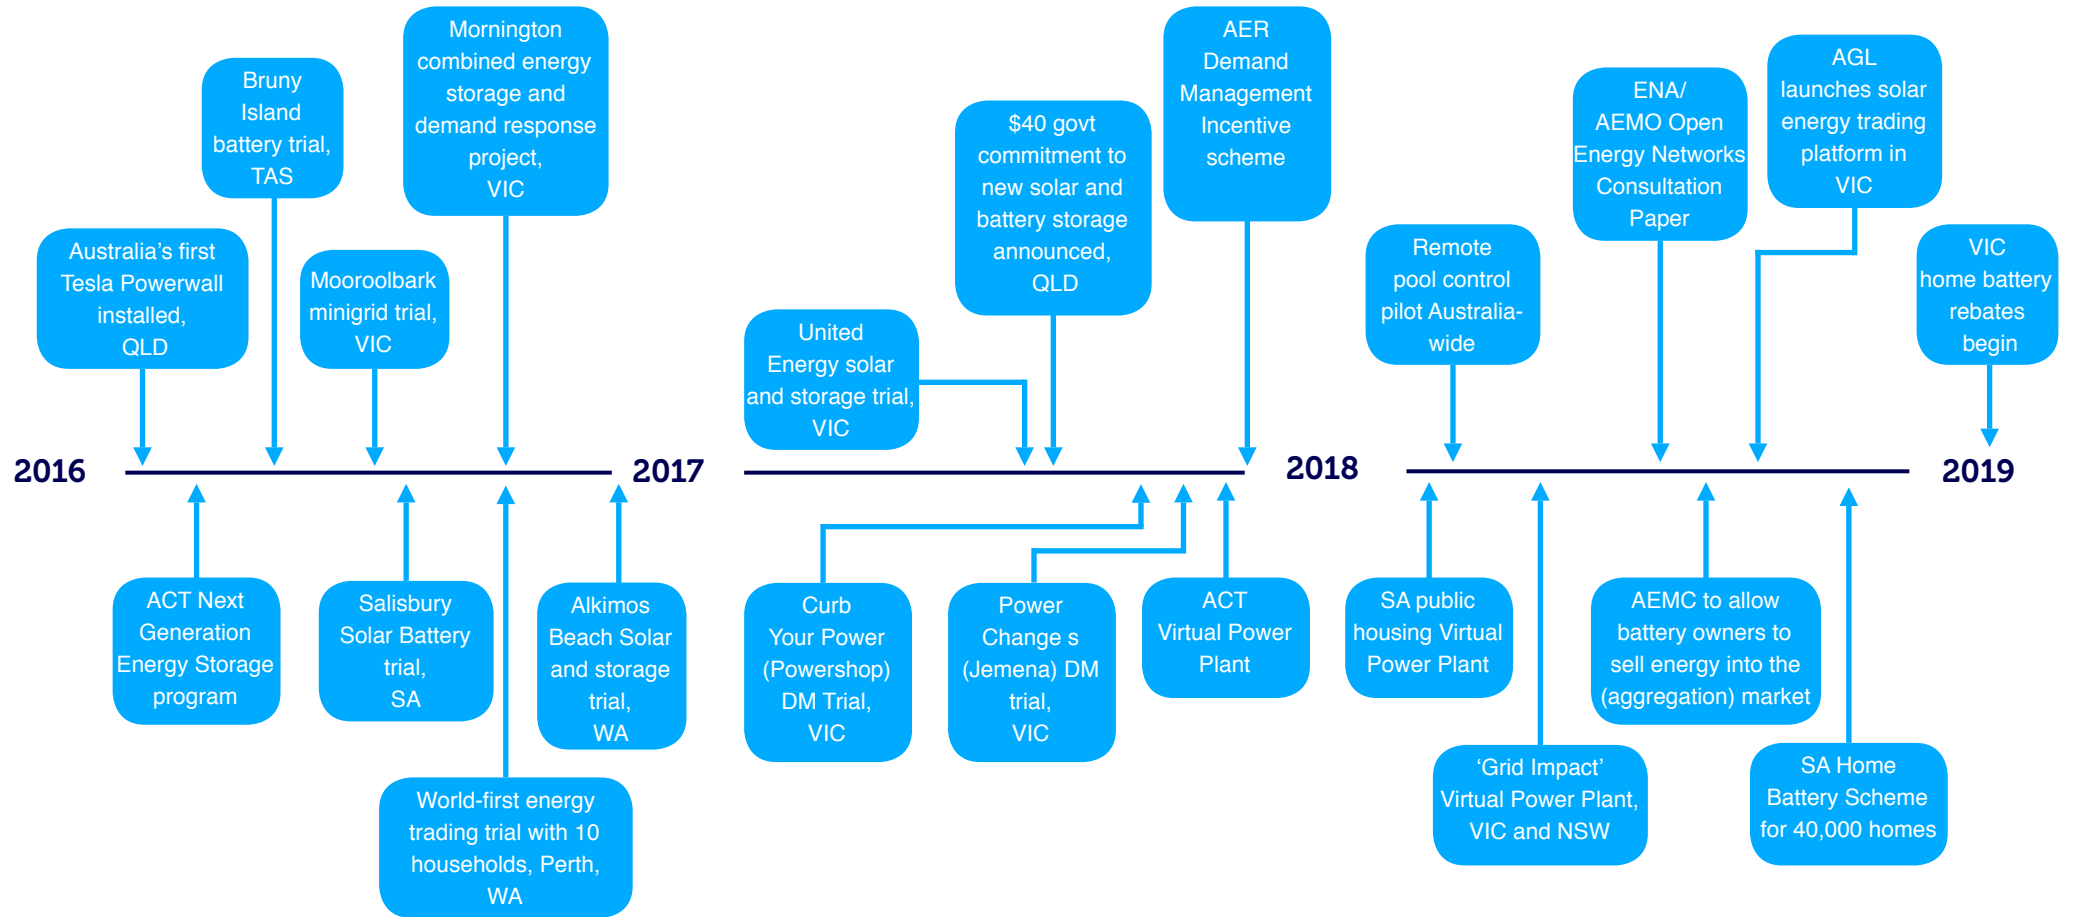 Mornington
combined energy
storage and
demand response
project,
VIC
Bruny
Island
battery trial,
TAS
Australia’s first
Tesla Powerwall
installed,
QLD
Mooroolbark
minigrid trial,
VIC
AER
Demand
Management
Incentive
scheme
$40 govt
commitment to
new solar and
battery storage
announced,
QLD
United
Energy solar
and storage trial,
VIC
AGL
launches solar
energy trading
platform in
VIC
ENA/
AEMO Open
Energy Networks
Consultation
Paper
Remote
pool control
pilot Australia-
wide
VIC
home battery
rebates
begin
2016
2017
2018
2019
ACT Next
Generation
Energy Storage
program
Salisbury
Solar Battery
trial,
SA
Alkimos
Beach Solar
and storage
trial,
WA
World-first energy
trading trial with 10
households, Perth,
WA
Curb
Your Power
(Powershop)
DM Trial,
VIC
Power
Change s
(Jemena) DM
trial,
VIC
ACT
Virtual Power
Plant
SA public
housing Virtual
Power Plant
AEMC to allow
battery owners to
sell energy into the
(aggregation) market
‘Grid Impact’
Virtual Power Plant,
VIC and NSW
SA Home
Battery Scheme
for 40,000 homes